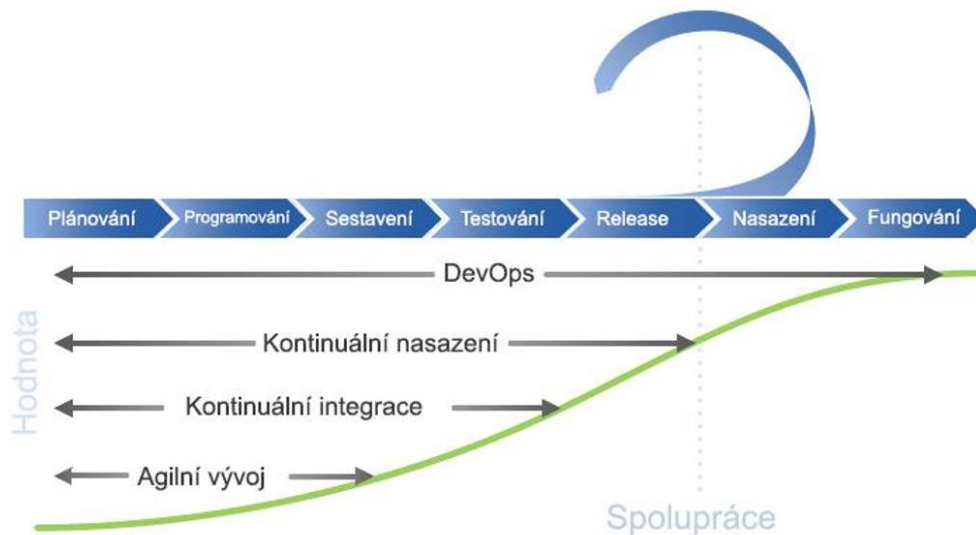 Plánování
Programování
Sestavení
Testování
Release
Nasazení
Fungování
DevOps
Kontinuální nasazení
Kontinuální integrace
Agilní vývoj
Hodnota
Spolupráce